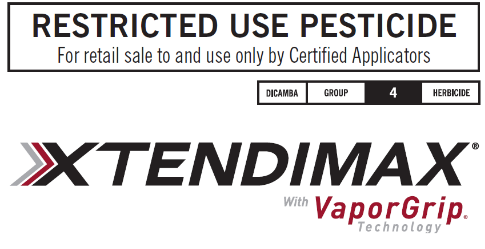 RESTRICTED USE PESTICIDE
For retail sale to and use only by Certified Applicators
DICAMBA GROUP 4 HERBICIDE
XTENDIMAX®
With VaporGrip®
Technology